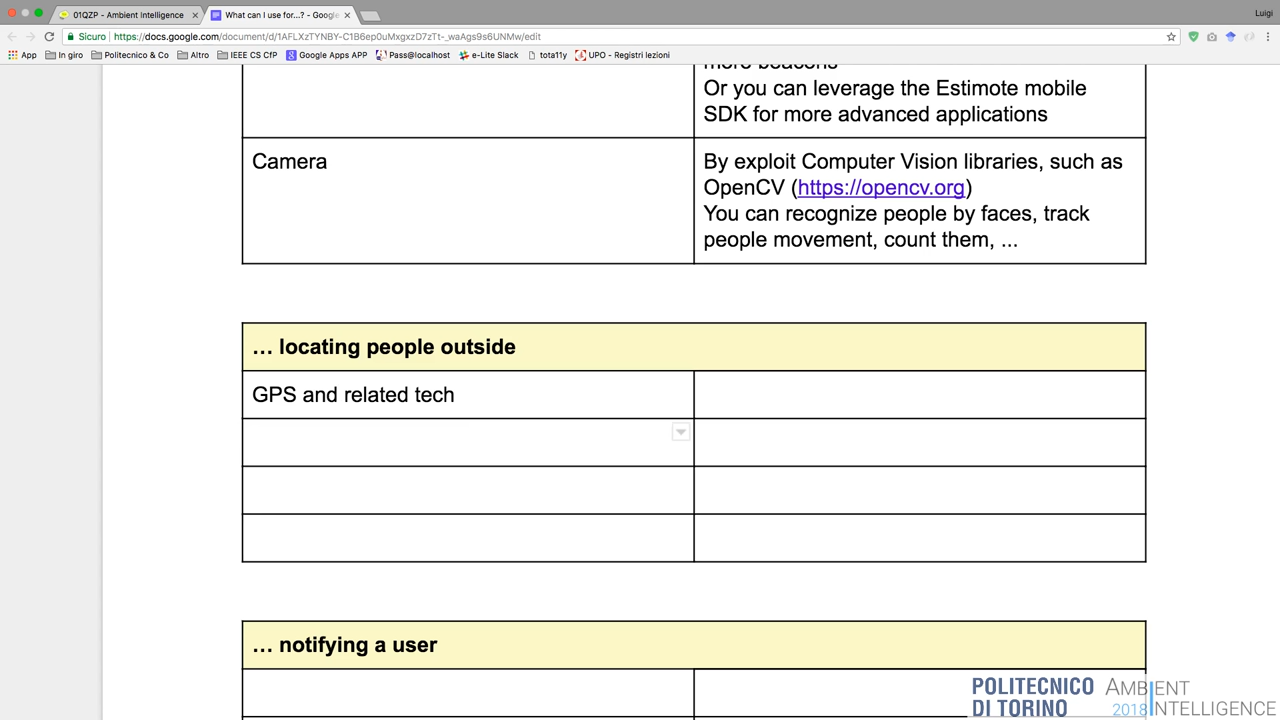 01QZP - Ambient Intelligence
What can I use for...? - Google
Luigi
Sicuro
https://docs.google.com/document/d/1AFLXzTYNBY-C1B6ep0uMxgxzD7zTt-_waAgs9s6UNMw/edit
App
In giro
Politecnico & Co
Altro
IEEE CS CfP
Google Apps APP
Pass@localhost
e-Lite Slack
tota11y
UPO - Registri lezioni
more beacons
Or you can leverage the Estimote mobile
SDK for more advanced applications
Camera
By exploit Computer Vision libraries, such as
OpenCV (https://opencv.org)
You can recognize people by faces, track
people movement, count them, ...
... locating people outside
GPS and related tech
... notifying a user
POLITECNICO
DI TORINO
AMBIENT
2018 INTELLIGENCE